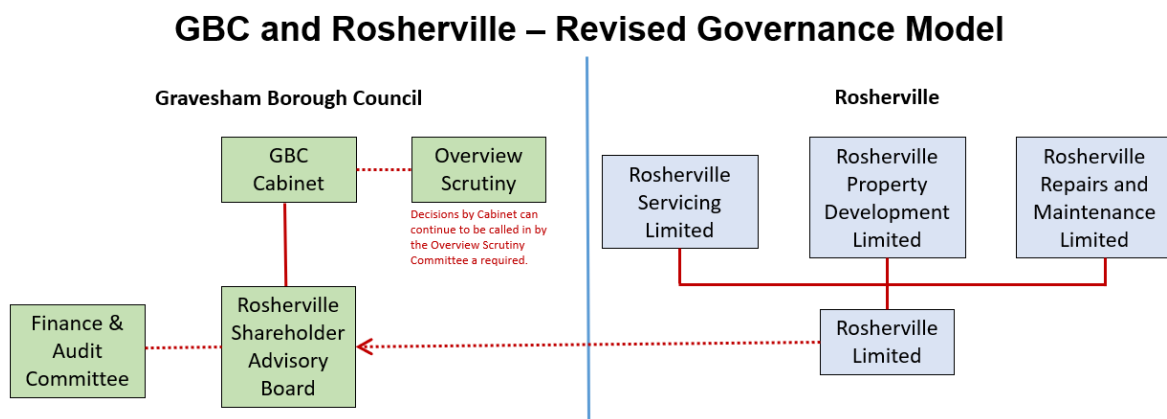 GBC and Rosherville – Revised Governance Model
Gravesham Borough Council
GBC
Cabinet
Overview
Scrutiny
Decisions by Cabinet can
continue to be called in by
the Overview Scrutiny
Committee a required.
Finance &
Audit
Committee
Rosherville
Shareholder
Advisory
Board
Rosherville
Rosherville
Servicing
Limited
Rosherville
Property
Development
Limited
Rosherville
Repairs and
Maintenance
Limited
Rosherville
Limited